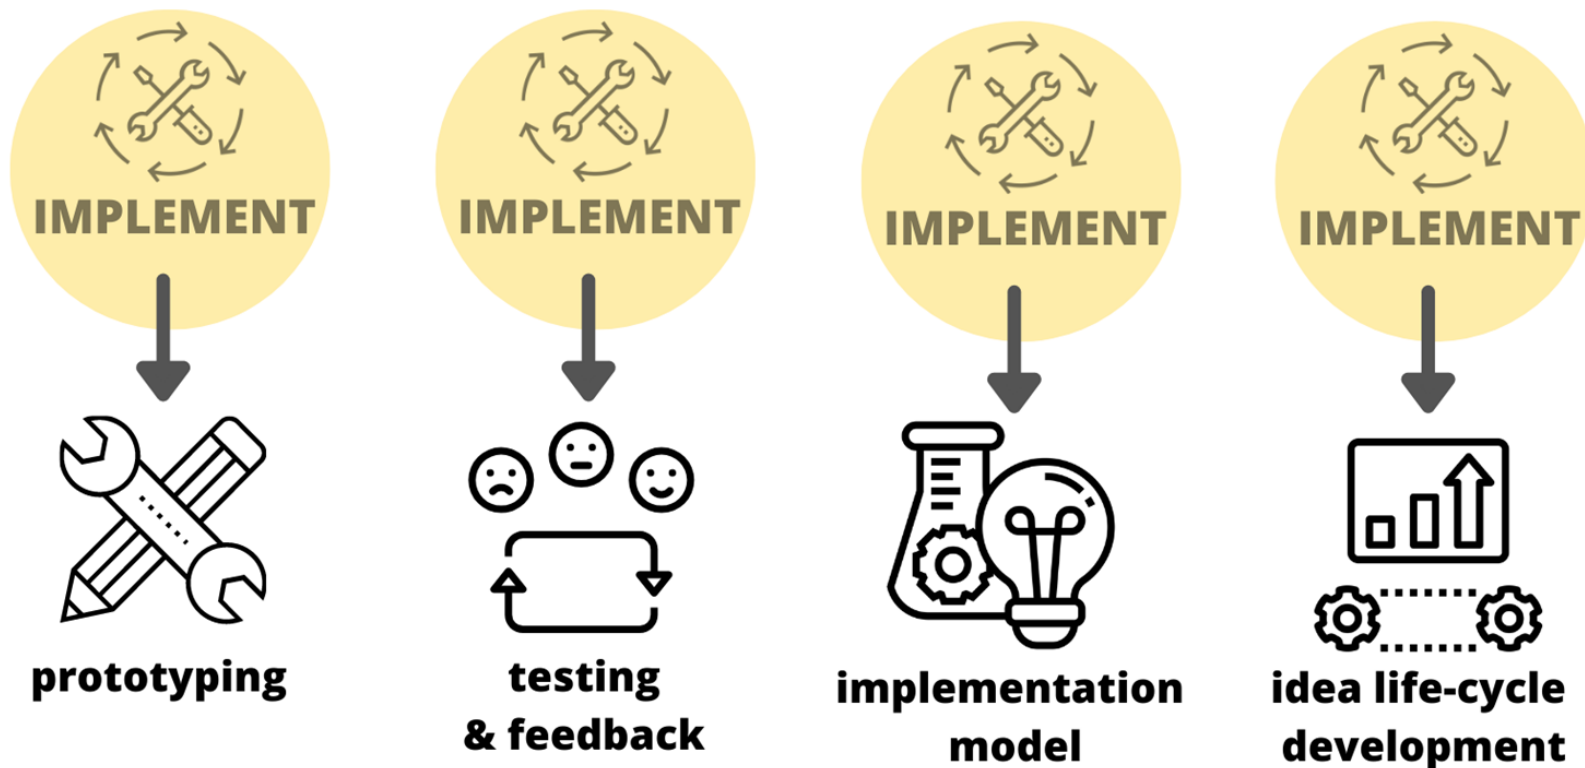 IMPLEMENT
IMPLEMENT
IMPLEMENT
IMPLEMENT
prototyping
testing
& feedback
implementation
model
idea life-cycle
development